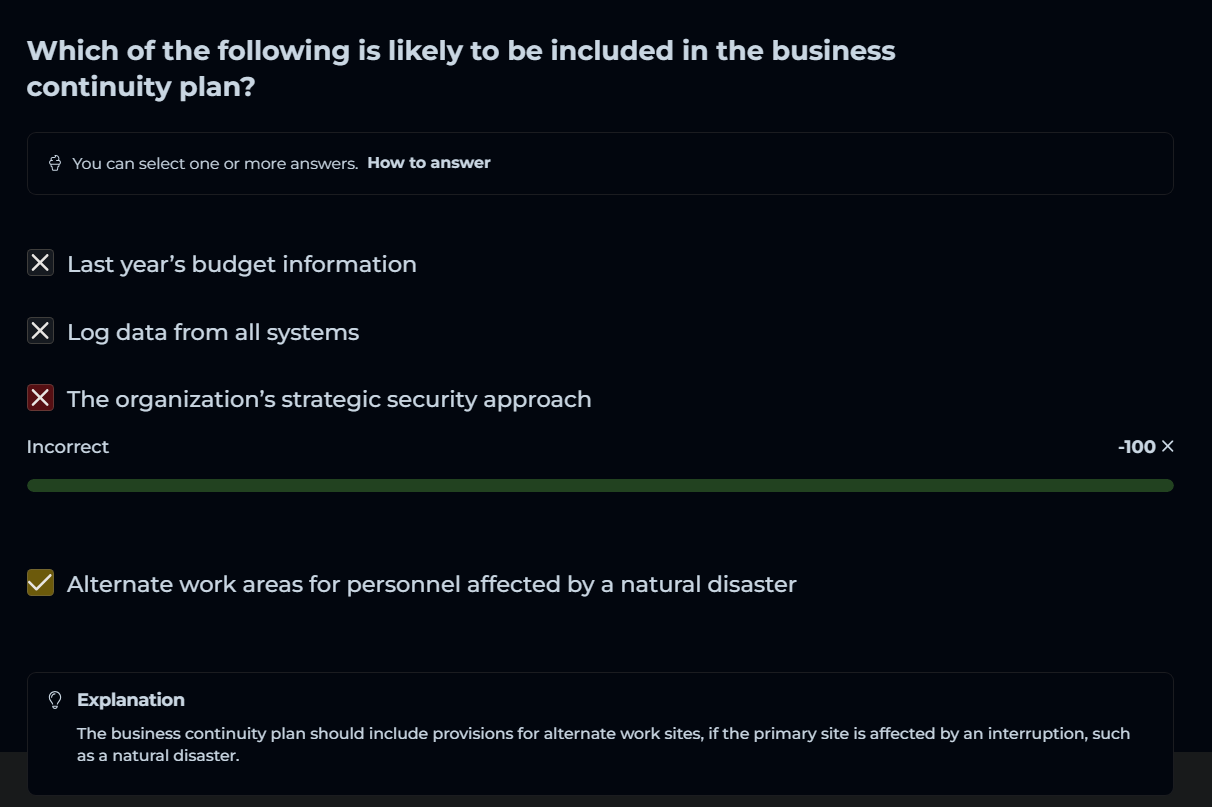 Which of the following is likely to be included in the business
continuity plan?
You can select one or more answers. How to answer
Last year’s budget information
Log data from all systems
The organization’s strategic security approach
Incorrect
-100
Alternate work areas for personnel affected by a natural disaster
Explanation
The business continuity plan should include provisions for alternate work sites, if the primary site is affected by an interruption, such
as a natural disaster.